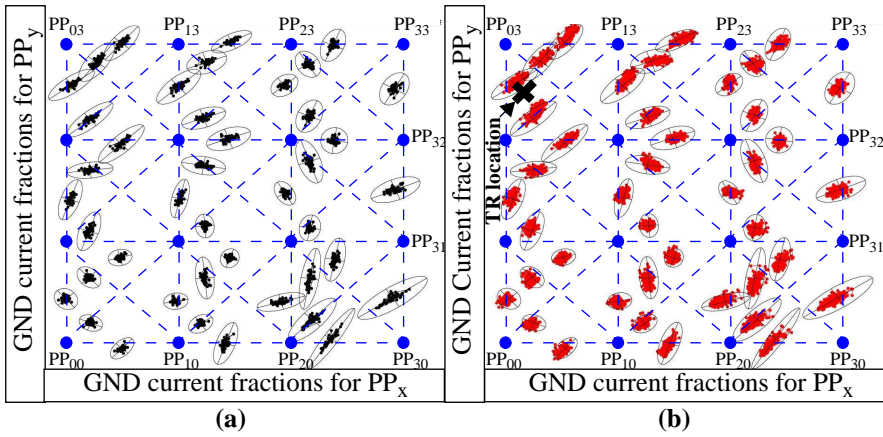 PP03 PP13 PP23 PP33
PP32
PP31
PP00 PP10 PP20 PP30
GND current fractions for PPy
GND current fractions for PPx
(a)
PP03 PP13 PP23 PP33
PP32
PP31
PP00 PP10 PP20 PP30
TR location
GND Current fractions for PPy
GND current fractions for PPx
(b)